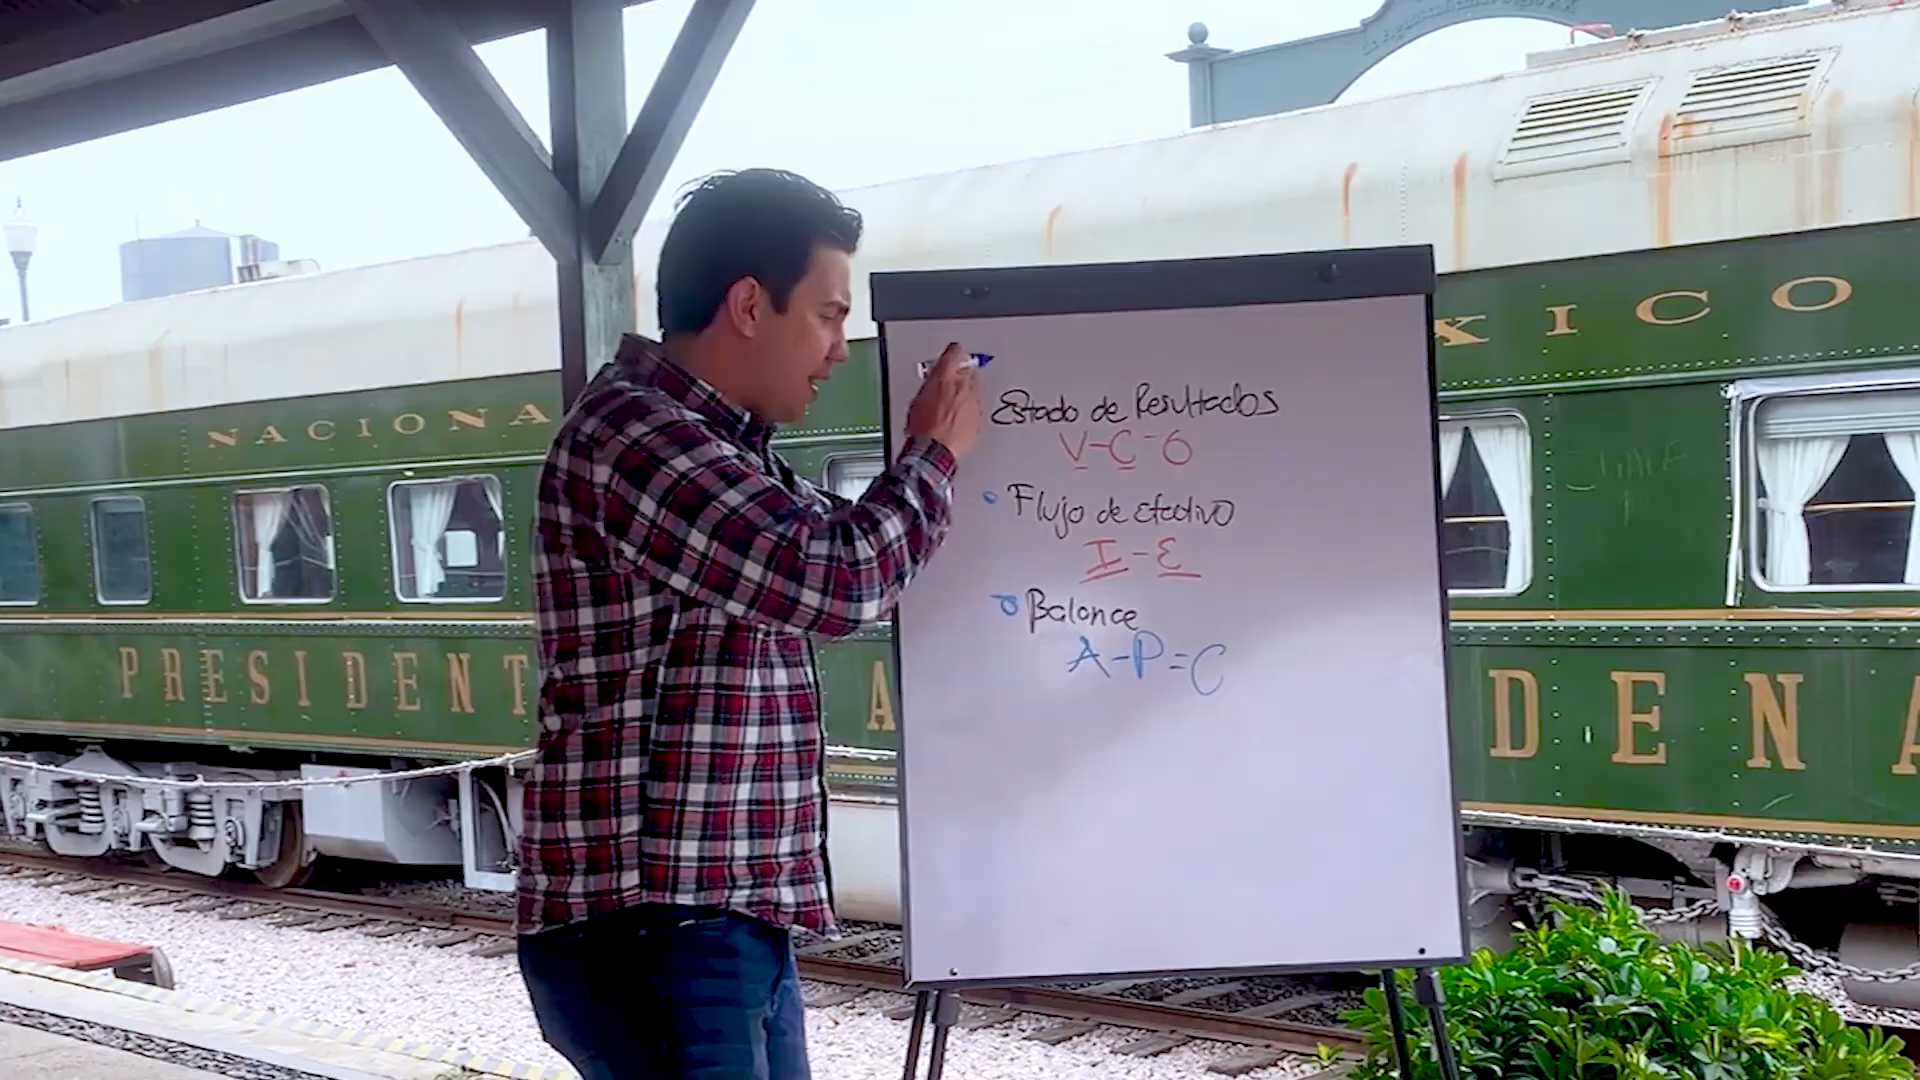 NACIONA
XICO
Estado de Resultados
V-C=G
Flujo de efectivo
I - E
Balance
A-P=C
PRESIDENT
A
DENA